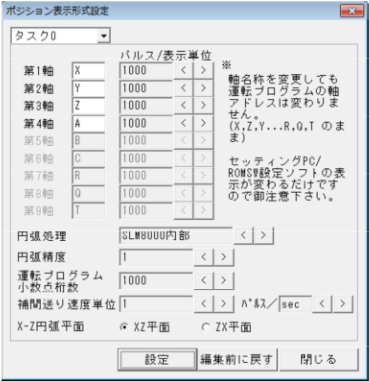 ポジション表示形式設定
タスク0
パルス/表示単位
第1軸 X 1000 < >
第2軸 Y 1000 < >
第3軸 Z 1000 < >
第4軸 A 1000 < >
第5軸 B 1000 < >
第6軸 C 1000 < >
第7軸 R 1000 < >
第8軸 Q 1000 < >
第9軸 T 1000 < >
※
軸名称を変更しても
運転プログラムの軸
アドレスは変わりま
せん。
(X,Z,Y...R,Q,T のま
ま)
セッティングPC/
ROMSW設定ソフトの表
示が変わるだけです
ので御注意下さい。
円弧処理 SLM8000内部 < >
円弧精度 1 < >
運転プログラム
小数点桁数 1000 < >
補間送り速度単位 1 < > パルス/ sec < >
X-Z円弧平面 XZ平面 ZX平面
設定 編集前に戻す 閉じる